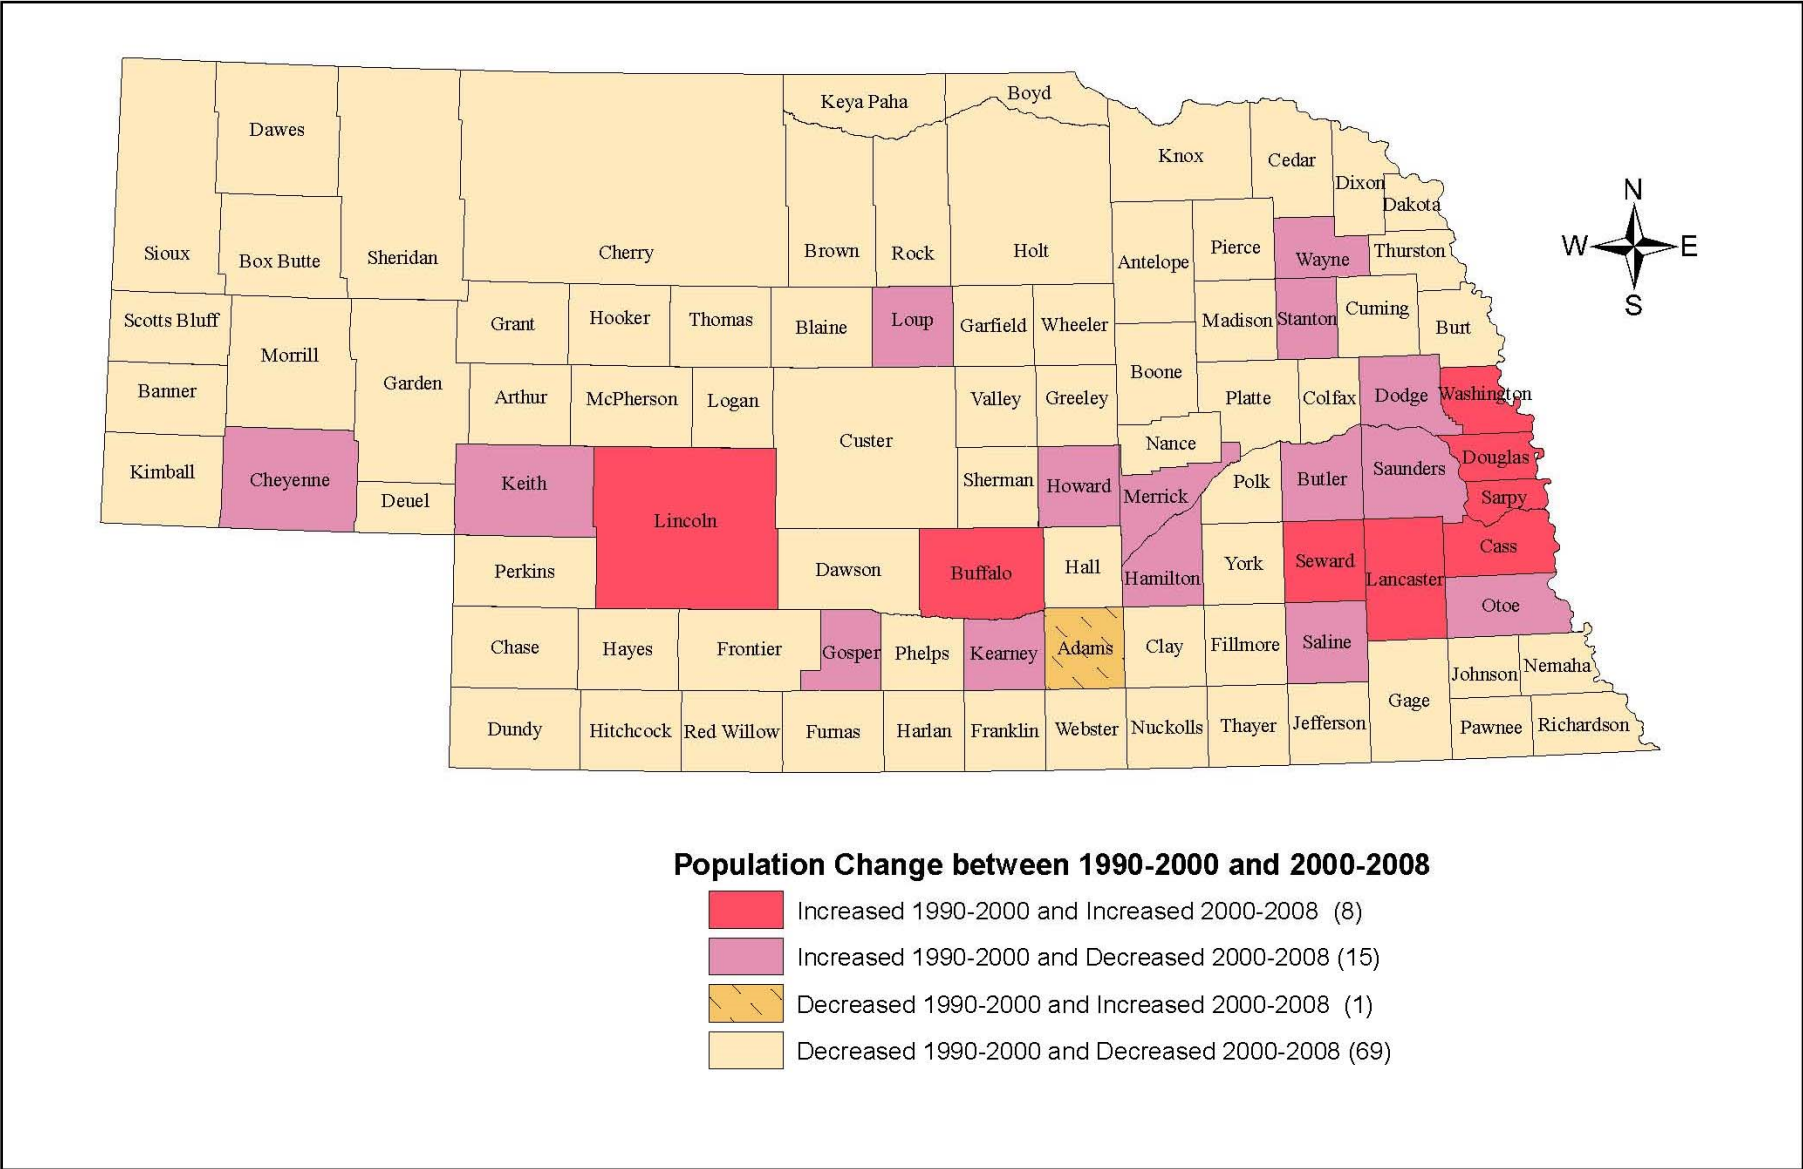 Keya Paha
Boyd
Dawes
Knox
Cedar
Dixon
Dakota
Sioux
Box Butte
Sheridan
Cherry
Brown
Rock
Holt
Antelope
Pierce
Wayne
Thurston
N
W E
S
Scotts Bluff
Morrill
Grant
Hooker
Thomas
Blaine
Loup
Garfield
Wheeler
Madison
Stanton
Cuming
Burt
Banner
Garden
Arthur
McPherson
Logan
Custer
Valley
Greeley
Boone
Platte
Colfax
Dodge
Washington
Kimball
Cheyenne
Deuel
Keith
Lincoln
Sherman
Howard
Nance
Merrick
Polk
Butler
Saunders
Douglas
Sarpy
Perkins
Dawson
Buffalo
Hall
Hamilton
York
Seward
Lancaster
Cass
Otoe
Chase
Hayes
Frontier
Gosper
Phelps
Kearney
Adams
Clay
Fillmore
Saline
Johnson
Nemaha
Dundy
Hitchcock
Red Willow
Furnas
Harlan
Franklin
Webster
Nuckolls
Thayer
Jefferson
Gage
Pawnee
Richardson
Population Change between 1990-2000 and 2000-2008
Increased 1990-2000 and Increased 2000-2008 (8)
Increased 1990-2000 and Decreased 2000-2008 (15)
Decreased 1990-2000 and Increased 2000-2008 (1)
Decreased 1990-2000 and Decreased 2000-2008 (69)